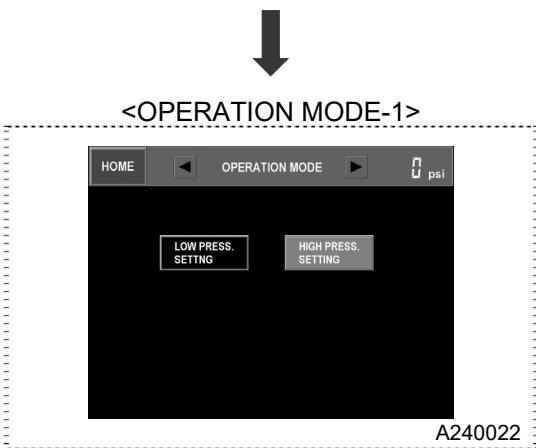 <OPERATION MODE-1>
HOME ◀ OPERATION MODE ▶ 0 psi
LOW PRESS. HIGH PRESS.
SETTNG SETTING
A240022